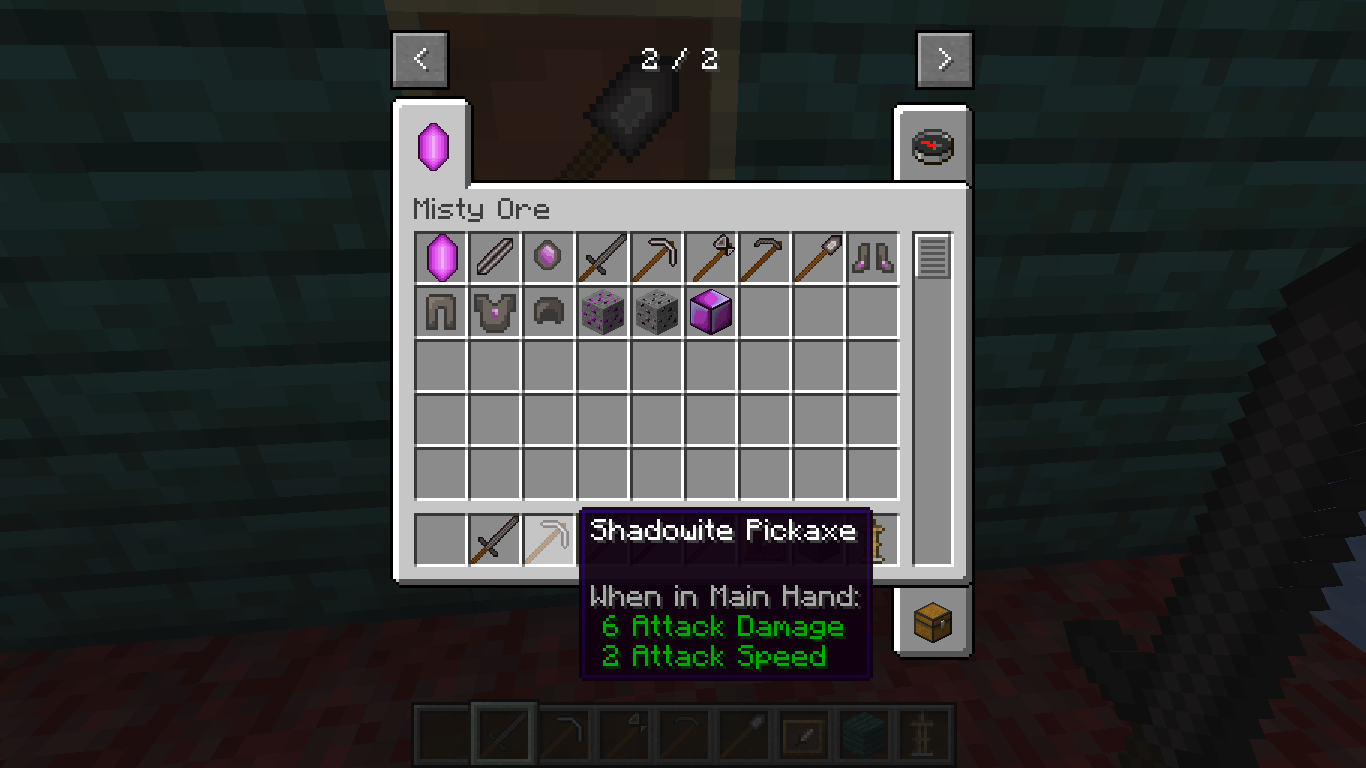 <
2 / 2
>
Misty Ore
Shadowite Pickaxe
When in Main Hand:
6 Attack Damage
2 Attack Speed